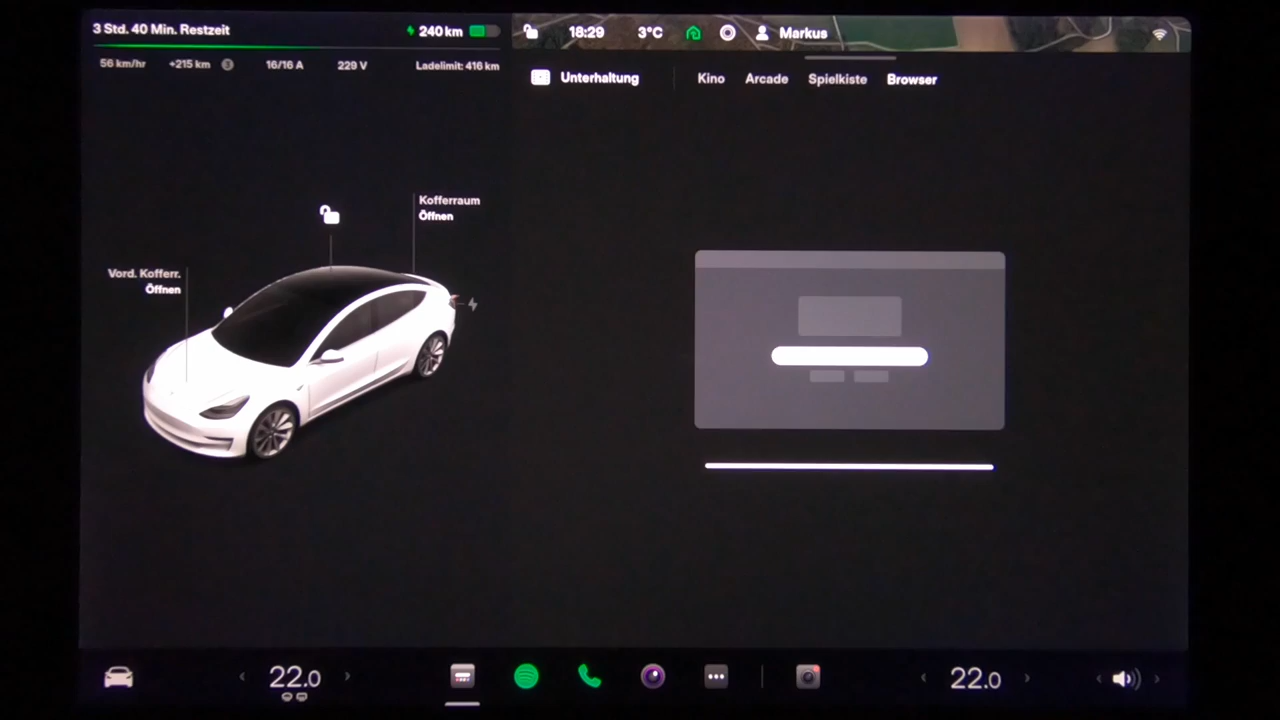 3 Std. 40 Min. Restzeit
240 km
56 km/hr +215 km 3 16/16 A 229 V Ladelimit: 416 km
18:29 3°C Markus
Unterhaltung Kino Arcade Spielkiste Browser
Kofferraum
Öffnen
Vord. Kofferr.
Öffnen
22.0 22.0